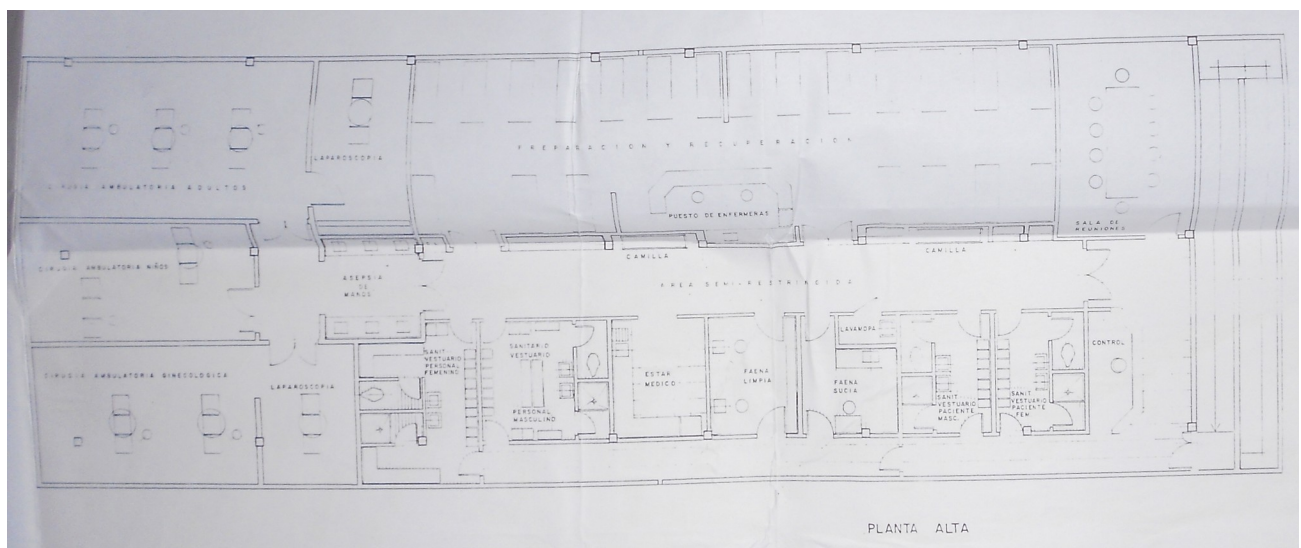 LAPAROSCOPIA
PREPARACION Y RECUPERACION
CIRUGIA AMBULATORIA ADULTOS
PUESTO DE ENFERMERAS
SALA DE
REUNIONES
CIRUGIA AMBULATORIA NIÑOS
ASEPSIA
DE
MANOS
CAMILLA
CAMILLA
AREA SEMI-RESTRINGIDA
CIRUGIA AMBULATORIA GINECOLOGICA
LAPAROSCOPIA
SANIT.
VESTUARIO
PERSONAL
FEMENINO
SANITARIO
VESTUARIO
PERSONAL
MASCULINO
ESTAR
MEDICO
FAENA
LIMPIA
LAVAMOPA
FAENA
SUCIA
SANIT.
VESTUARIO
PACIENTE
MASC.
SANIT.
VESTUARIO
PACIENTE
FEM.
CONTROL
PLANTA ALTA